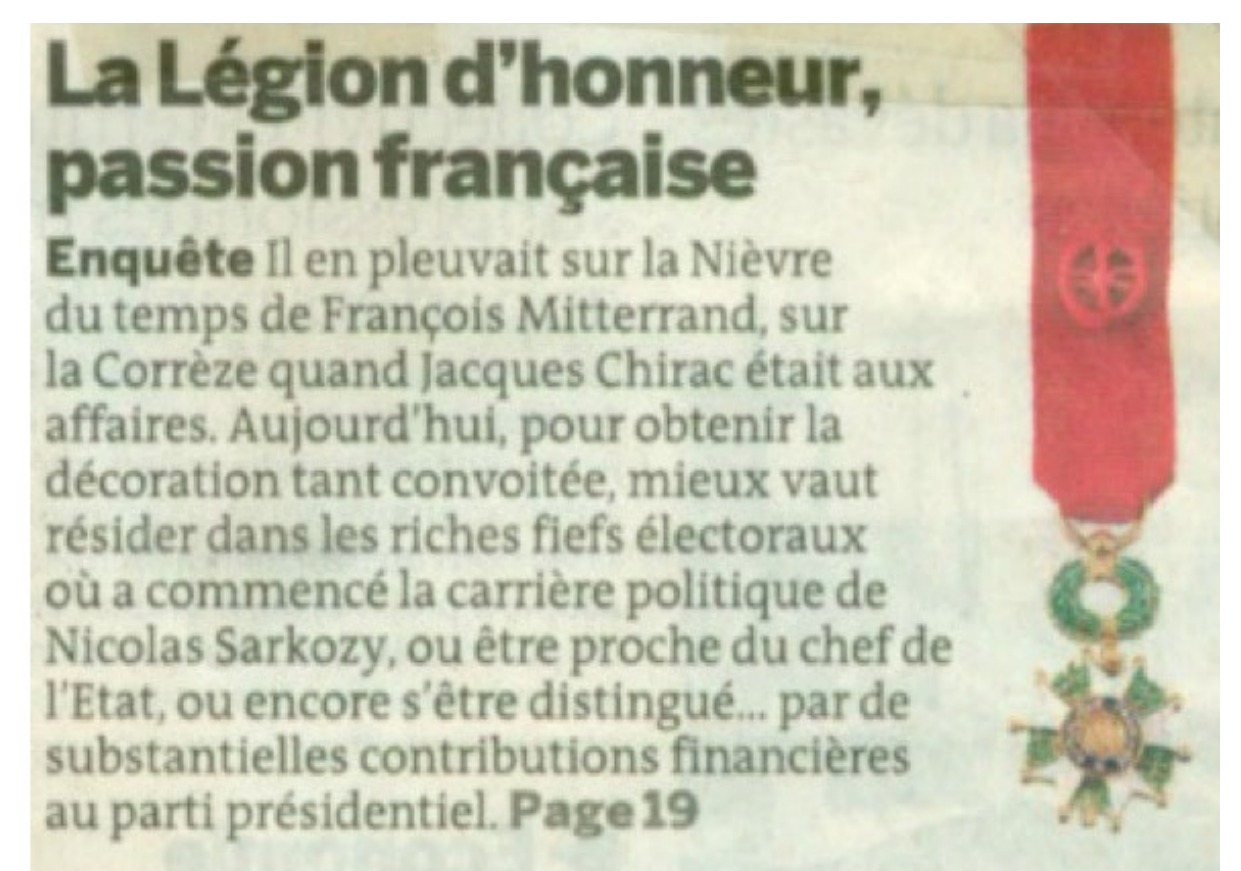 La Légion d'honneur,
passion française
Enquête Il en pleuvait sur la Nièvre
du temps de François Mitterrand, sur
la Corrèze quand Jacques Chirac était aux
affaires. Aujourd'hui, pour obtenir la
décoration tant convoitée, mieux vaut
résider dans les riches fiefs électoraux
où a commencé la carrière politique de
Nicolas Sarkozy, ou être proche du chef de
l'Etat, ou encore s'être distingué... par de
substantielles contributions financières
au parti présidentiel. Page 19